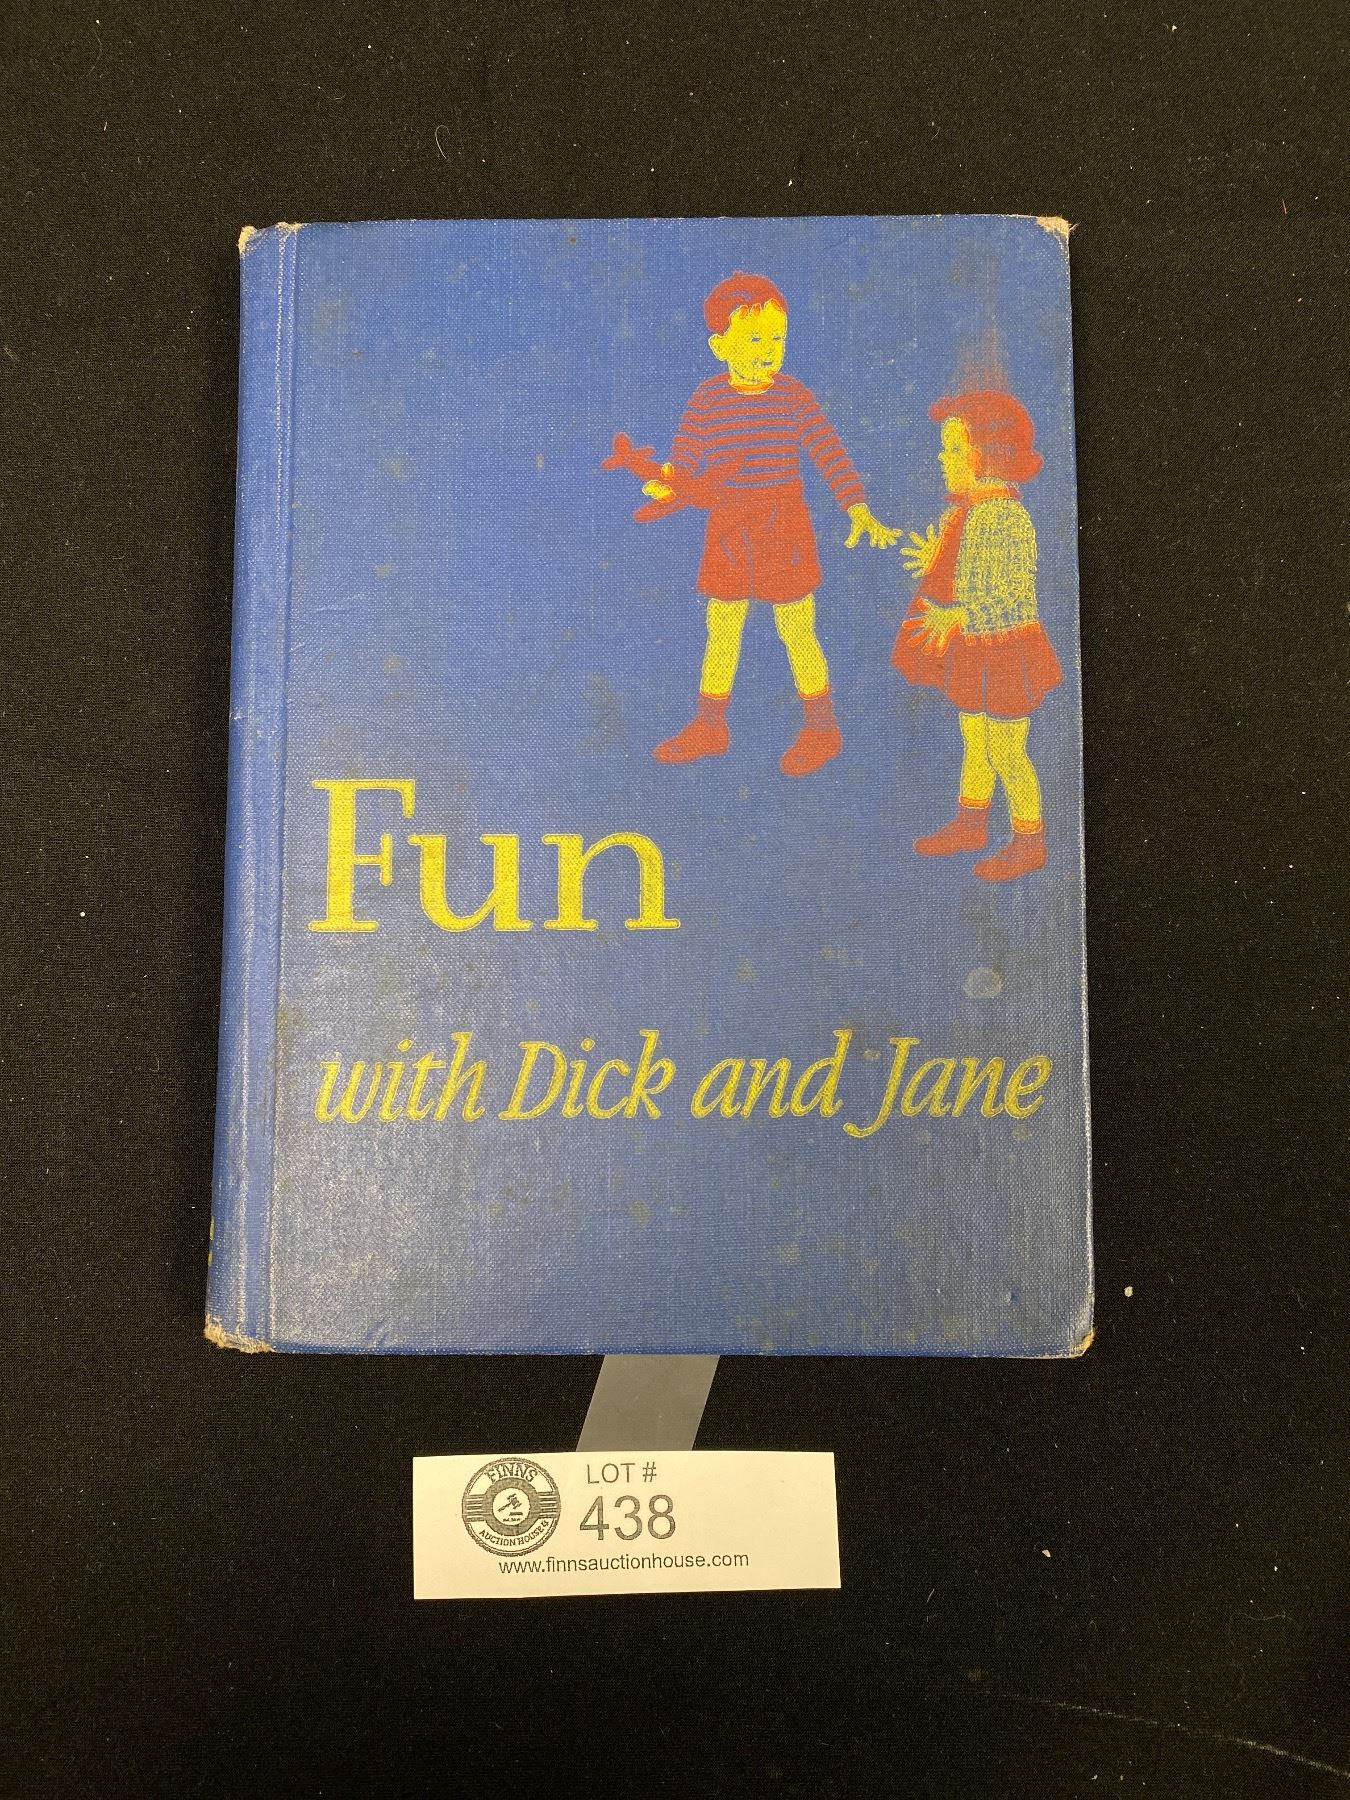 Fun
with Dick and Jane
FINNS
AUCTION HOUSE
LOT #
438
www.finnsauctionhouse.com